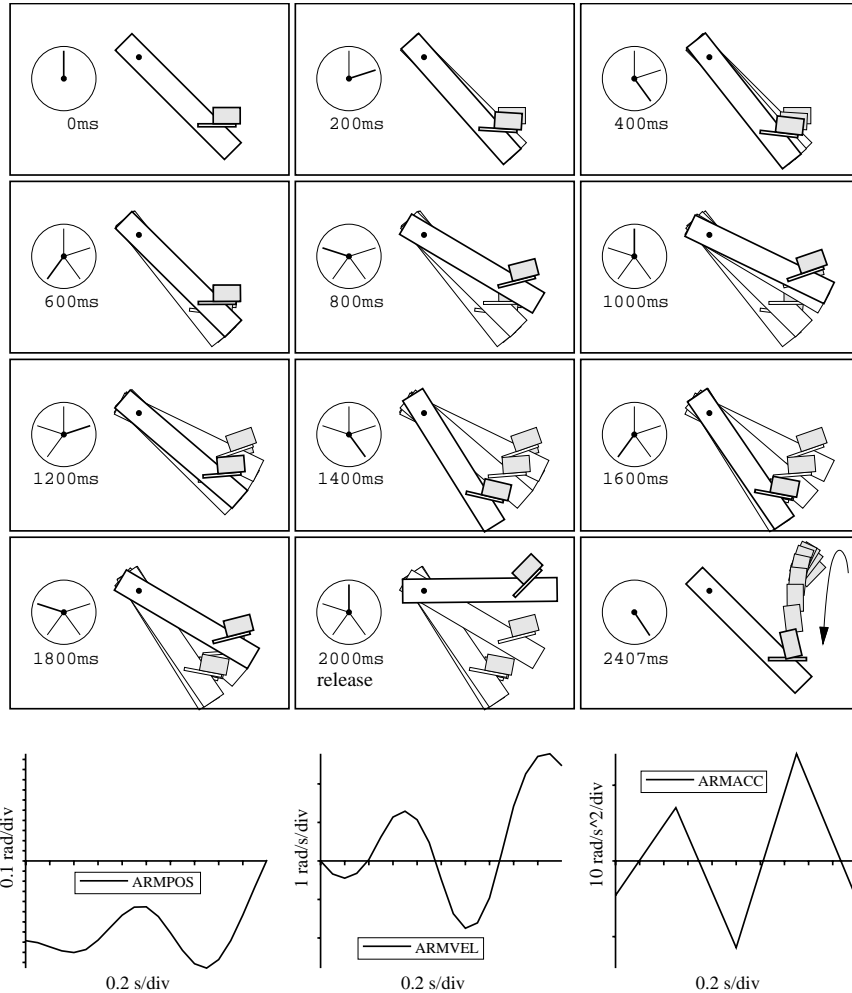 0ms
200ms
400ms
600ms
800ms
1000ms
1200ms
1400ms
1600ms
1800ms
2000ms
release
2407ms
0.1 rad/div
ARMPOS
0.2 s/div
1 rad/s/div
ARMVEL
0.2 s/div
10 rad/s^2/div
ARMACC
0.2 s/div